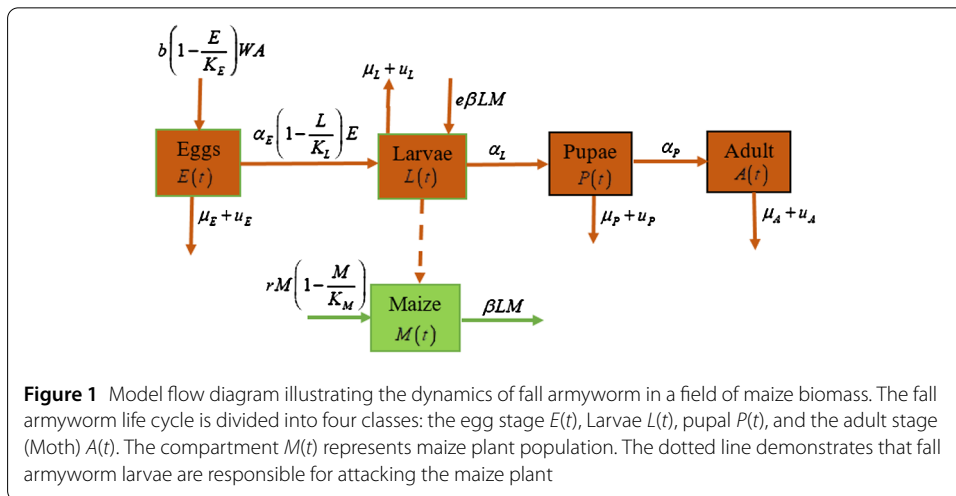 b(1-E/K_E)WA
μ_L+u_L
eβLM
α_E(1-L/K_L)E
Eggs
E(t)
Larvae
L(t)
α_L
Pupae
P(t)
α_P
Adult
A(t)
μ_E+u_E
μ_P+u_P
μ_A+u_A
rM(1-M/K_M)
Maize
M(t)
βLM
Figure 1 Model flow diagram illustrating the dynamics of fall armyworm in a field of maize biomass. The fall
armyworm life cycle is divided into four classes: the egg stage E(t), Larvae L(t), pupal P(t), and the adult stage
(Moth) A(t). The compartment M(t) represents maize plant population. The dotted line demonstrates that fall
armyworm larvae are responsible for attacking the maize plant